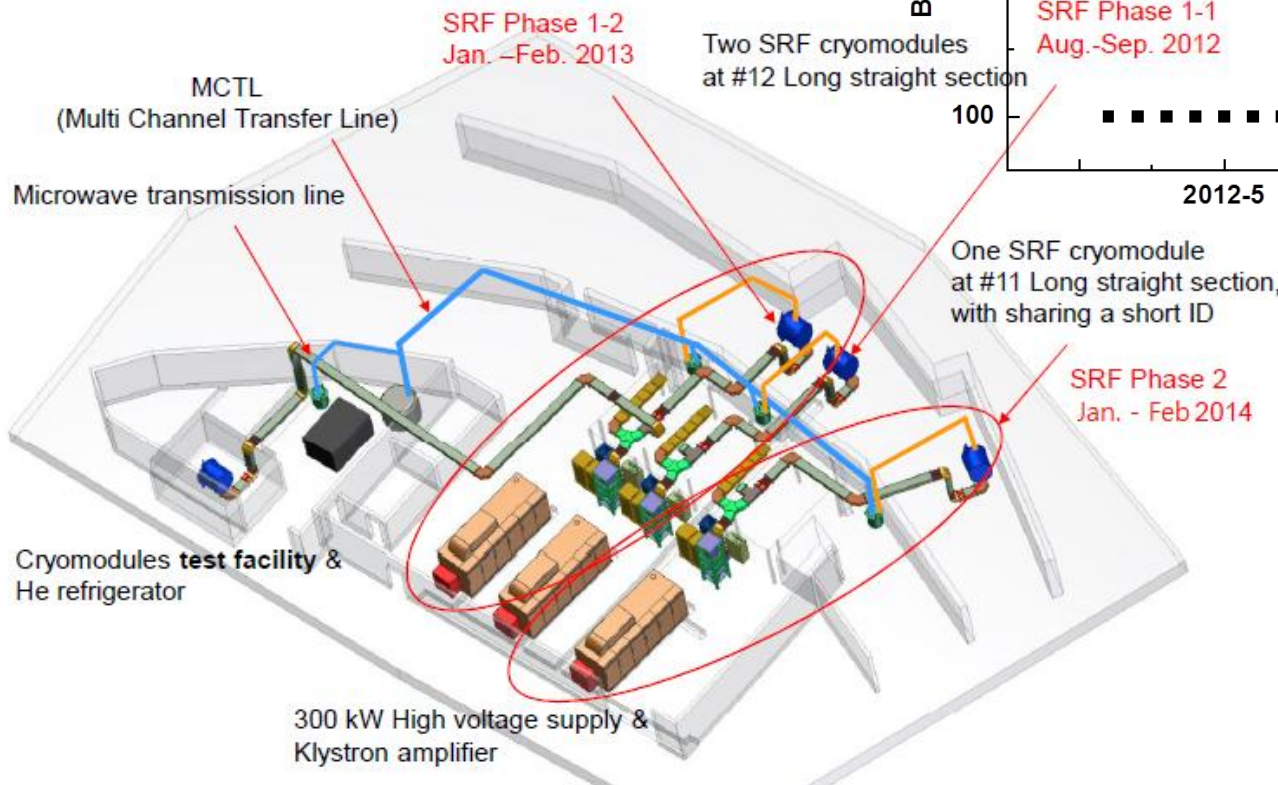 SRF Phase 1-2
Jan. –Feb. 2013
Two SRF cryomodules
at #12 Long straight section
B
SRF Phase 1-1
Aug.-Sep. 2012
100
2012-5
MCTL
(Multi Channel Transfer Line)
Microwave transmission line
One SRF cryomodule
at #11 Long straight section,
with sharing a short ID
SRF Phase 2
Jan. - Feb 2014
Cryomodules test facility &
He refrigerator
300 kW High voltage supply &
Klystron amplifier